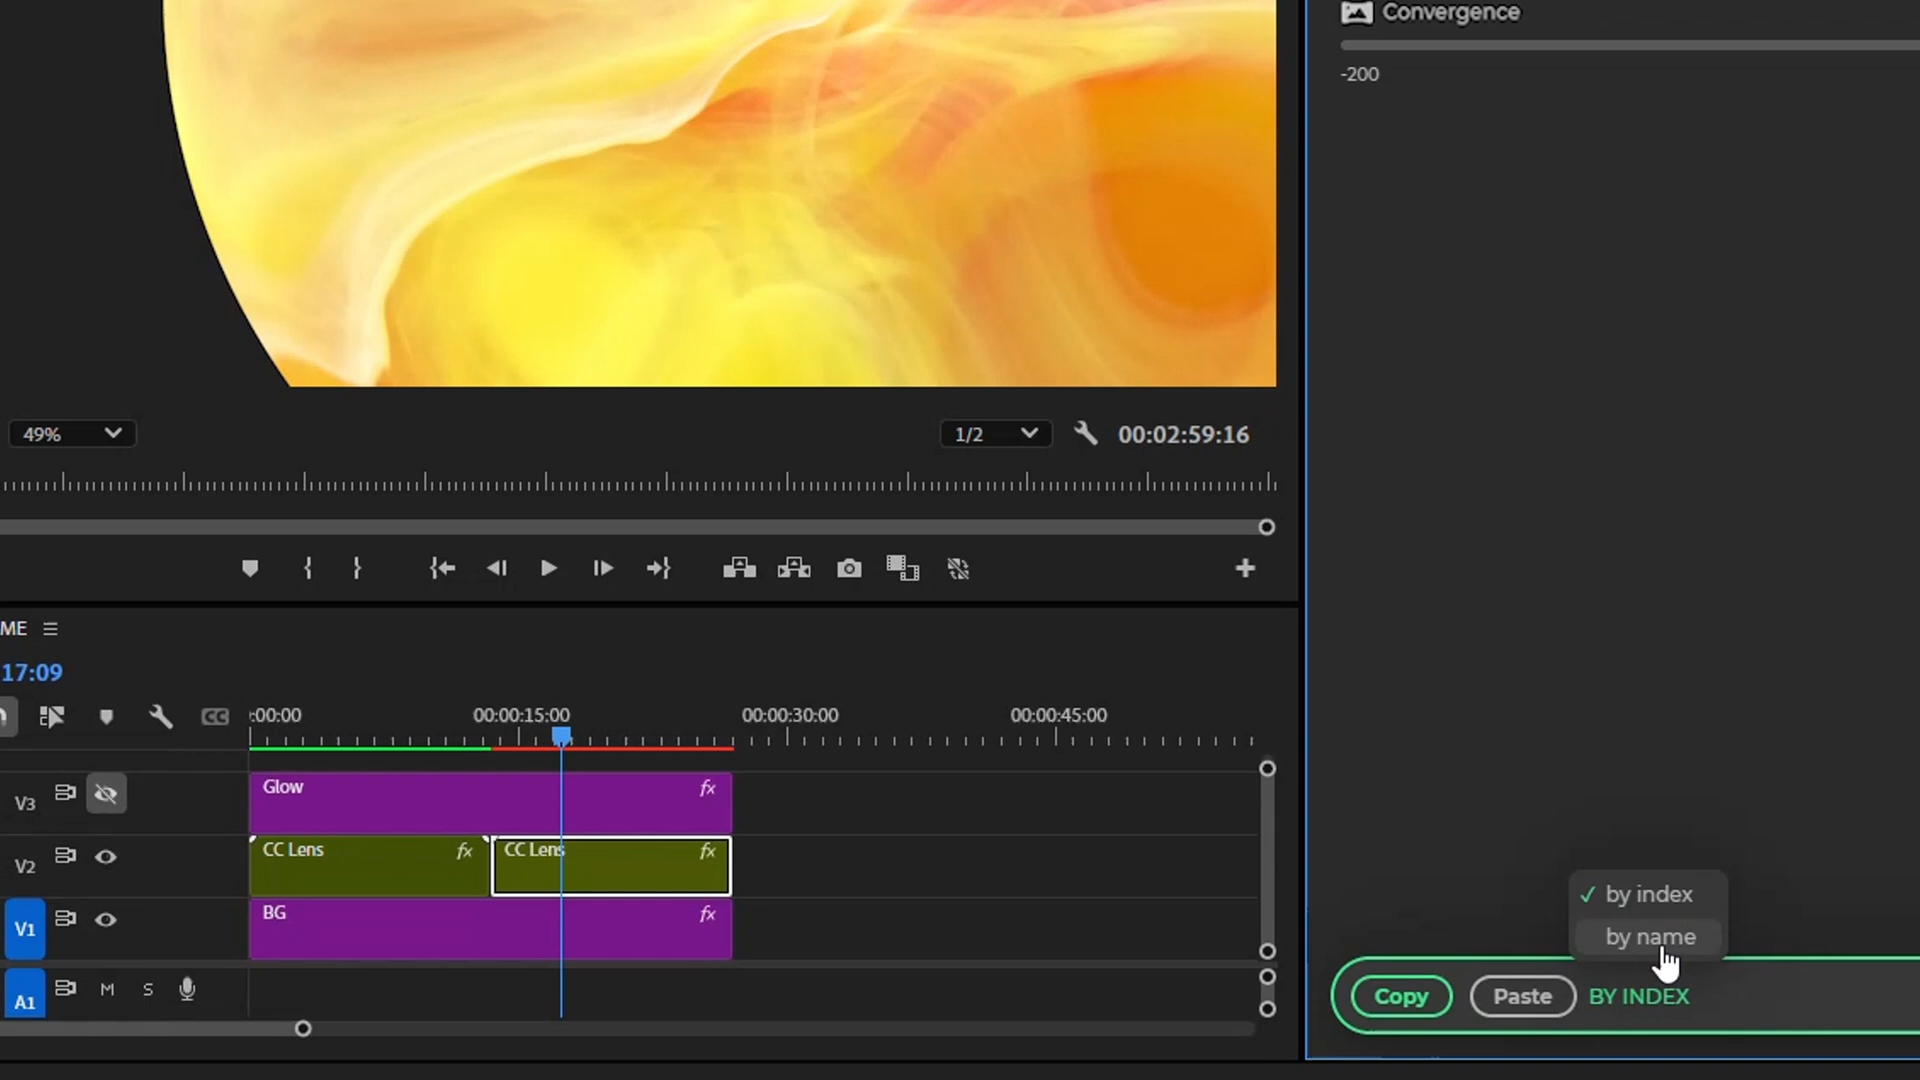 Convergence
-200
49%
1/2
00:02:59:16
ME
17:09
CC
:00:00
00:00:15:00
00:00:30:00
00:00:45:00
V3
Glow
fx
V2
CC Lens
fx
CC Lens
fx
V1
BG
fx
A1
M
S
by index
by name
Copy
Paste
BY INDEX